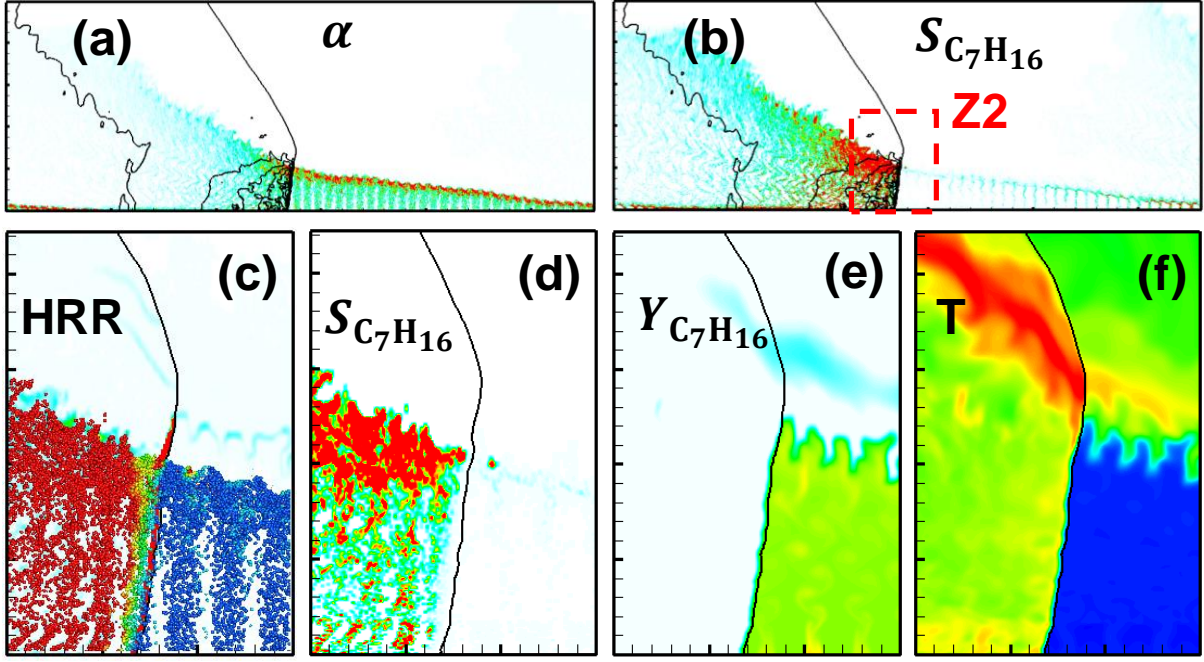 (a) α
(b) S_C₇H₁₆
Z2
(c)
HRR
(d)
S_C₇H₁₆
(e)
Y_C₇H₁₆
(f)
T